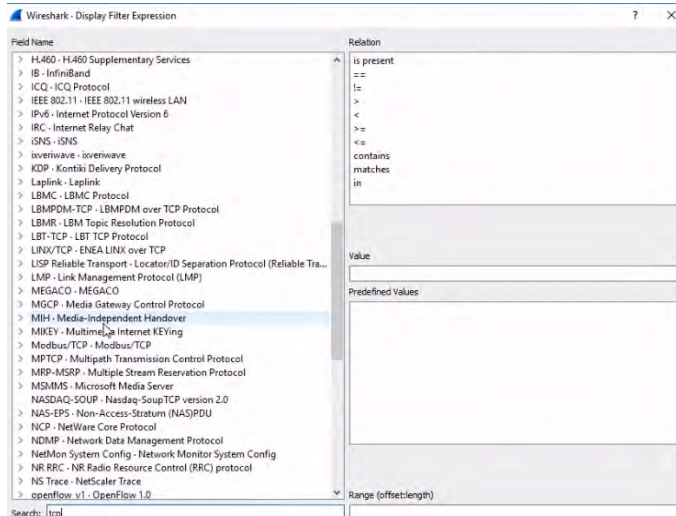 Wireshark · Display Filter Expression
? X
Field Name
> H.460 · H.460 Supplementary Services
> IB · InfiniBand
> ICQ · ICQ Protocol
> IEEE 802.11 · IEEE 802.11 wireless LAN
> IPv6 · Internet Protocol Version 6
> IRC · Internet Relay Chat
> iSNS · iSNS
> ixveriwave · ixveriwave
> KDP · Kontiki Delivery Protocol
> Laplink · Laplink
> LBMC · LBMC Protocol
> LBMPDM-TCP · LBMPDM over TCP Protocol
> LBMR · LBM Topic Resolution Protocol
> LBT-TCP · LBT TCP Protocol
> LINX/TCP · ENEA LINX over TCP
> LISP Reliable Transport · Locator/ID Separation Protocol (Reliable Tra...
> LMP · Link Management Protocol (LMP)
> MEGACO · MEGACO
> MGCP · Media Gateway Control Protocol
> MIH · Media-Independent Handover
> MIKEY · Multimedia Internet KEYing
> Modbus/TCP · Modbus/TCP
> MPTCP · Multipath Transmission Control Protocol
> MRP-MSRP · Multiple Stream Reservation Protocol
> MSMMS · Microsoft Media Server
NASDAQ-SOUP · Nasdaq-SoupTCP version 2.0
> NAS-EPS · Non-Access-Stratum (NAS)PDU
> NCP · NetWare Core Protocol
> NDMP · Network Data Management Protocol
> NetMon System Config · Network Monitor System Config
> NR RRC · NR Radio Resource Control (RRC) protocol
> NS Trace · NetScaler Trace
> openflow_v1 · OpenFlow 1.0
Search: tcp
Relation
is present
==
!=
>
<
>=
<=
contains
matches
in
Value
Predefined Values
Range (offset:length)